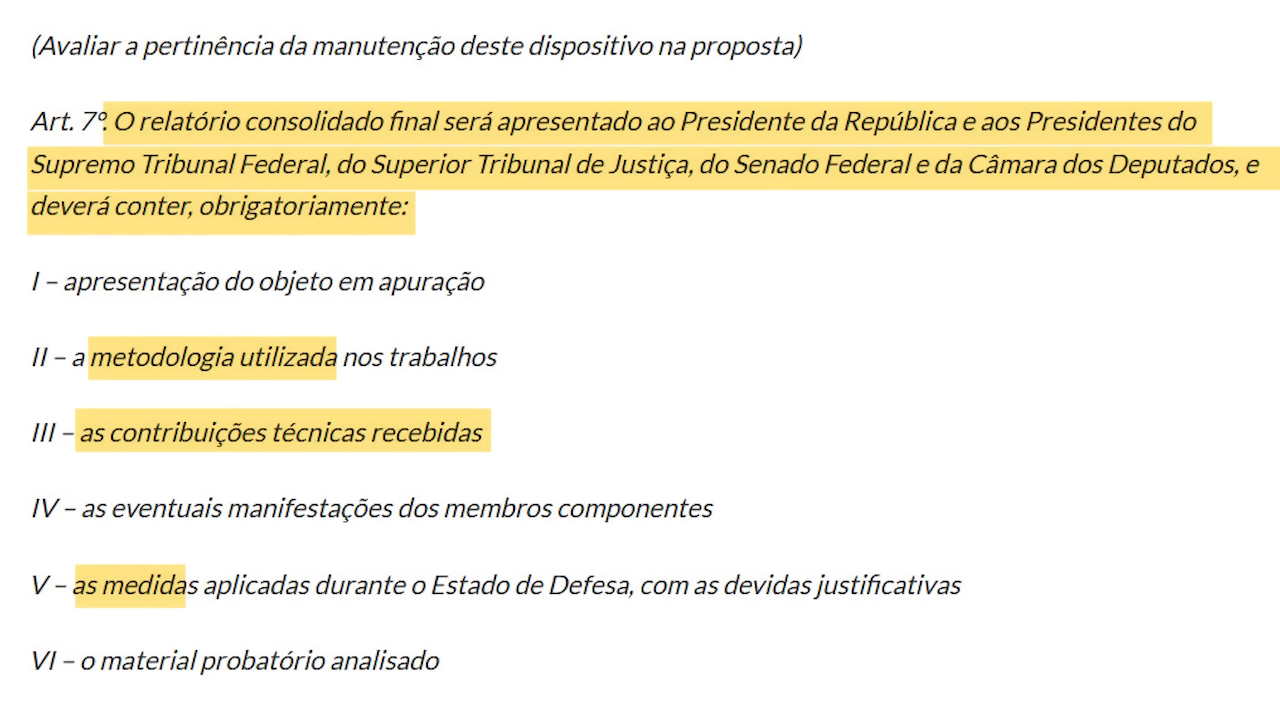 (Avaliar a pertinência da manutenção deste dispositivo na proposta)
Art. 7º. O relatório consolidado final será apresentado ao Presidente da República e aos Presidentes do
Supremo Tribunal Federal, do Superior Tribunal de Justiça, do Senado Federal e da Câmara dos Deputados, e
deverá conter, obrigatoriamente:
I – apresentação do objeto em apuração
II – a metodologia utilizada nos trabalhos
III – as contribuições técnicas recebidas
IV – as eventuais manifestações dos membros componentes
V – as medidas aplicadas durante o Estado de Defesa, com as devidas justificativas
VI – o material probatório analisado